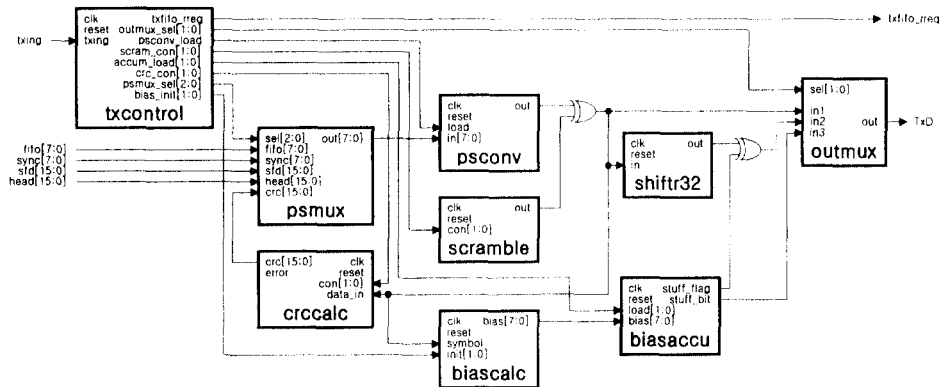 txing
clk
reset
txing
txfifo_rreq
outmux_sel[1:0]
psconv_load
scram_con[1:0]
accum_load[1:0]
crc_con[1:0]
psmux_sel[2:0]
bias_init[1:0]
txcontrol
txfifo_rreq
fifo[7:0]
sync[7:0]
sfd[15:0]
head[15:0]
sel[2:0] out[7:0]
fifo[7:0]
sync[7:0]
sfd[15:0]
head[15:0]
crc[15:0]
psmux
clk out
reset
load
in[7:0]
psconv
clk out
reset
con[1:0]
scramble
clk out
reset
in
shiftr32
sel[1:0]
in1
in2
in3
out
outmux
TxD
crc[15:0] clk
error reset
con[1:0]
data_in
crccalc
clk bias[7:0]
reset
symbol
init[1:0]
biascalc
clk stuff_flag
reset stuff_bit
load[1:0]
bias[7:0]
biasaccu